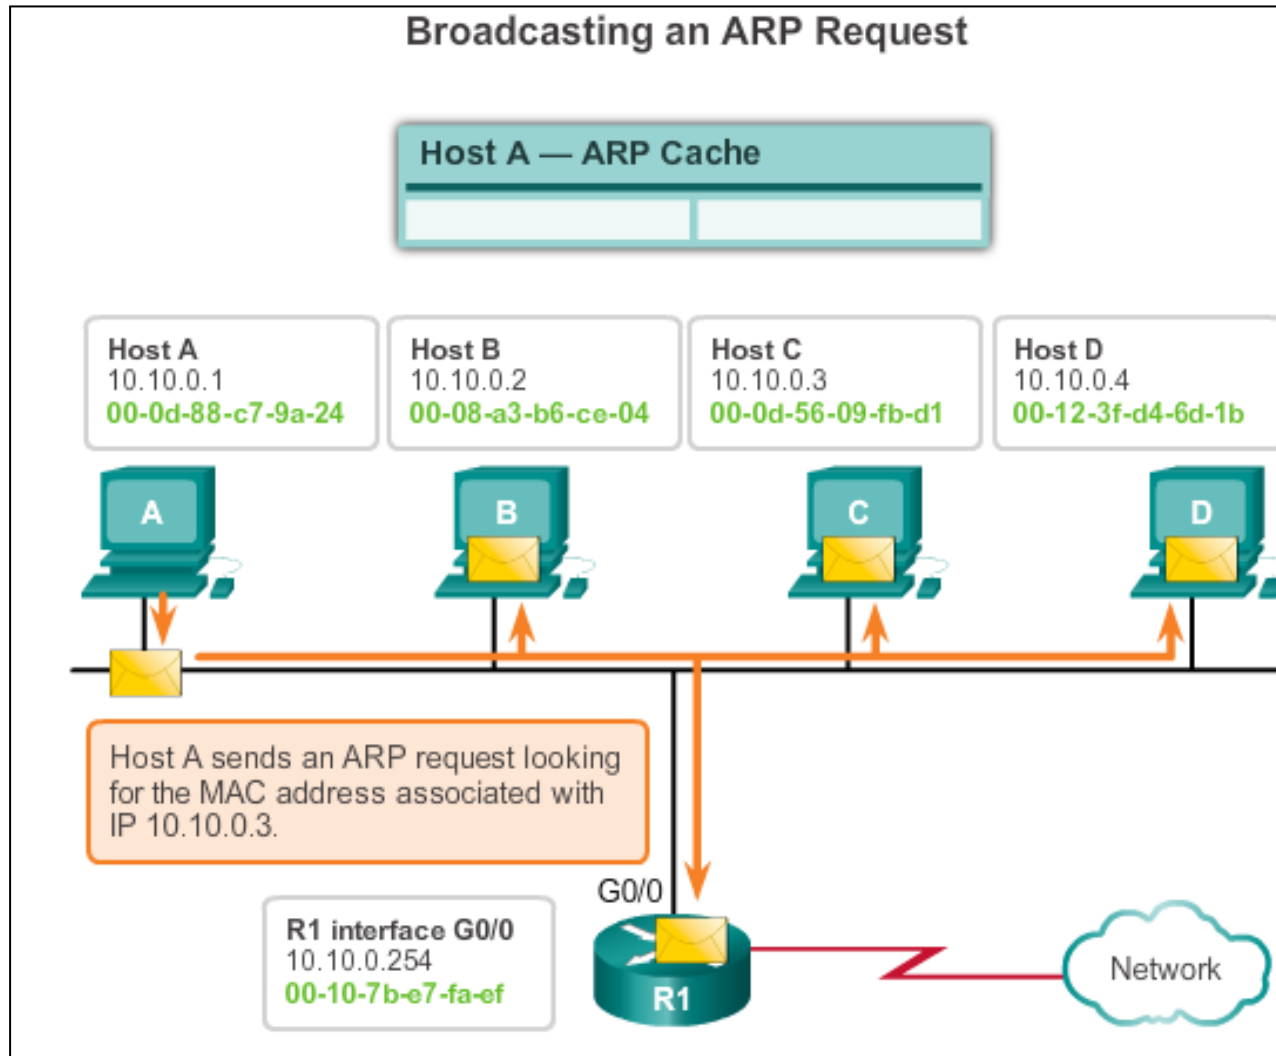 Broadcasting an ARP Request
Host A — ARP Cache
Host A
10.10.0.1
00-0d-88-c7-9a-24
Host B
10.10.0.2
00-08-a3-b6-ce-04
Host C
10.10.0.3
00-0d-56-09-fb-d1
Host D
10.10.0.4
00-12-3f-d4-6d-1b
A
B
C
D
Host A sends an ARP request looking
for the MAC address associated with
IP 10.10.0.3.
G0/0
R1 interface G0/0
10.10.0.254
00-10-7b-e7-fa-ef
R1
Network